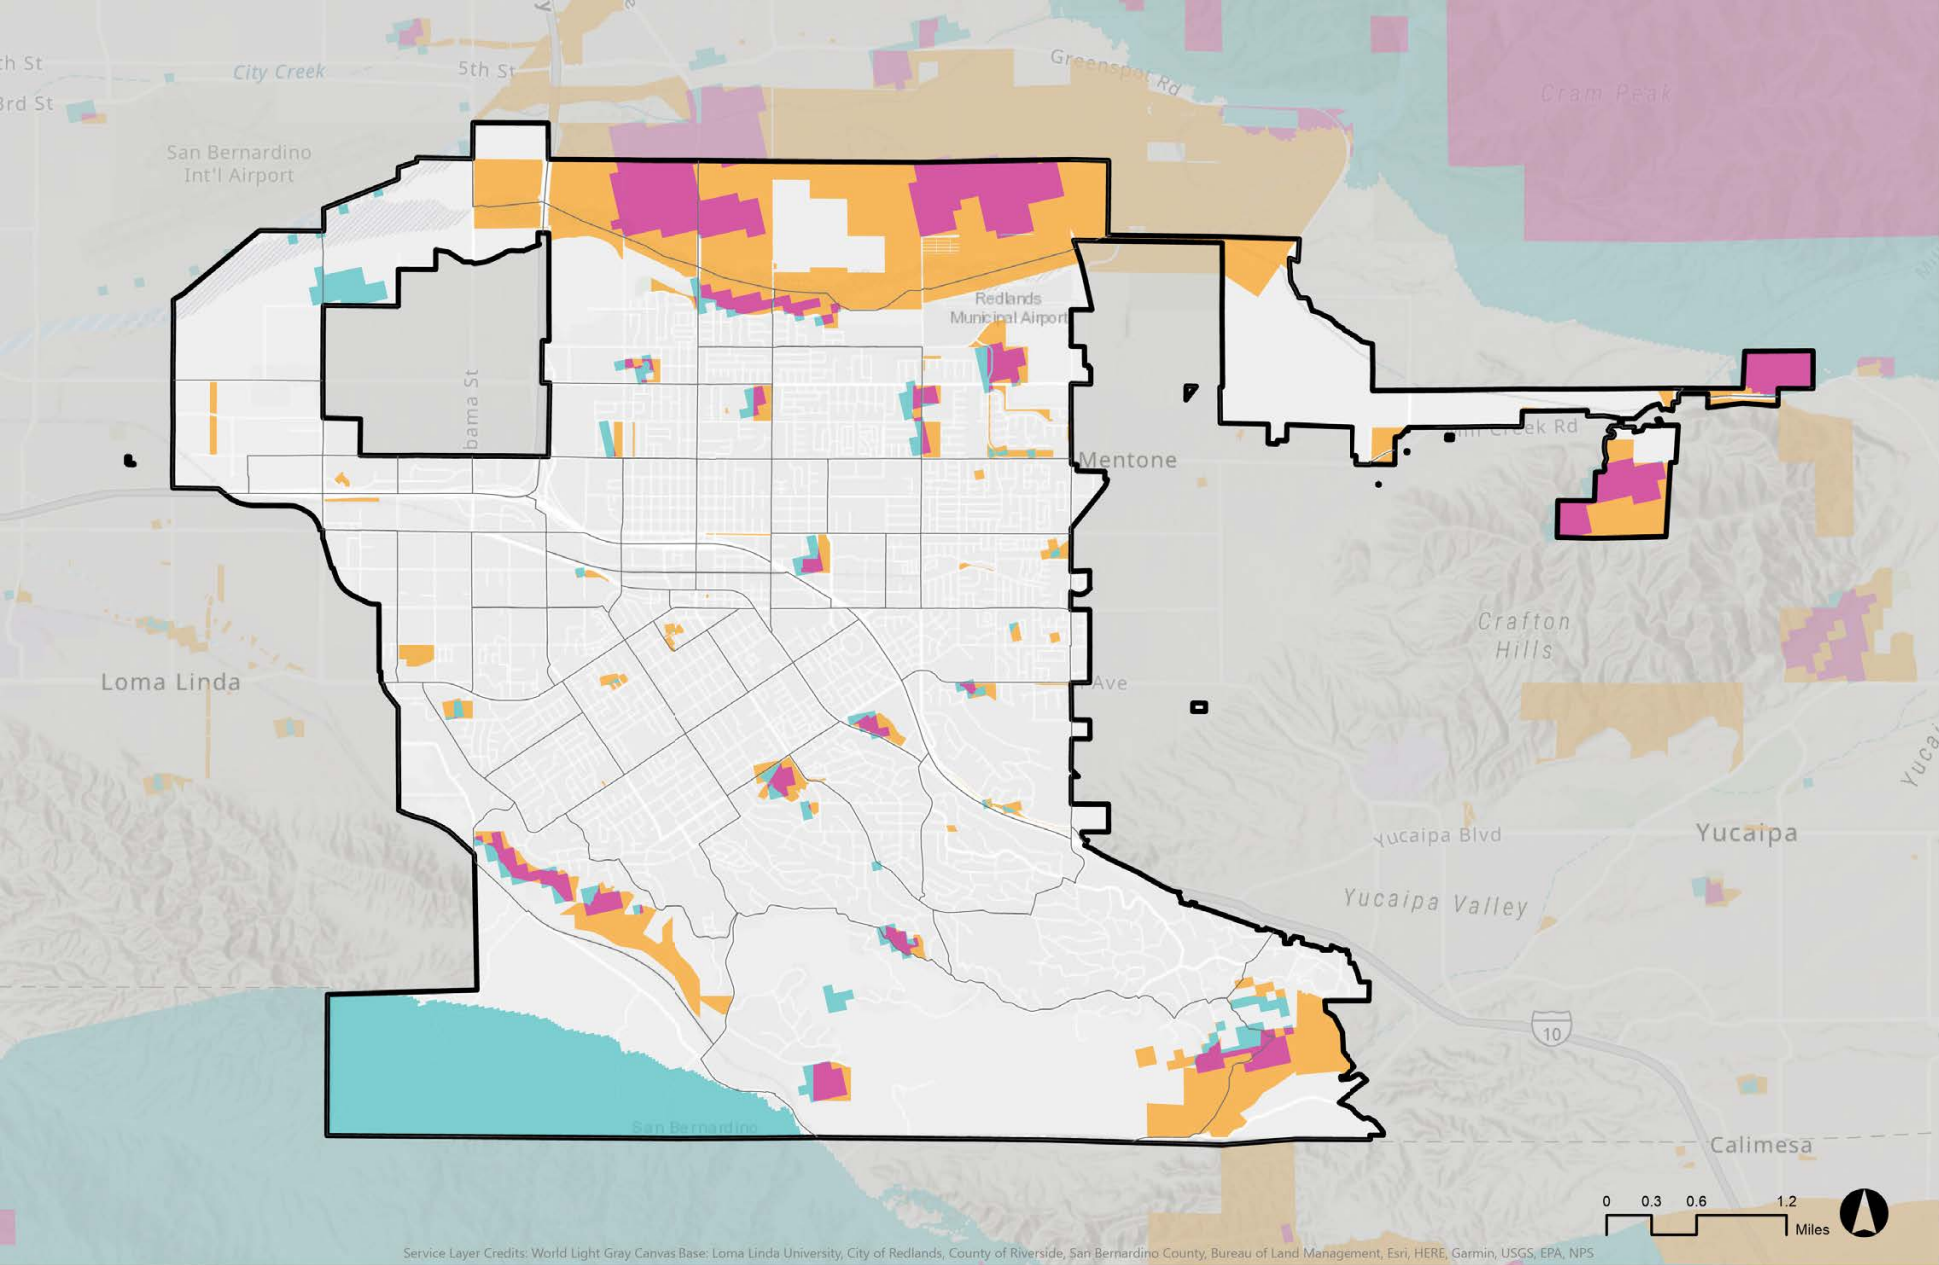 City Creek
5th St
th St
3rd St
Greenspot Rd
Cram Peak
San Bernardino
Int'l Airport
Redlands
Municipal Airport
bama St
Mentone
Creek Rd
Crafton
Hills
Loma Linda
Ave
Yucaipa Blvd
Yucaipa
Yucaipa Valley
10
San Bernardino
Calimesa
0 0.3 0.6 1.2
Miles
Service Layer Credits: World Light Gray Canvas Base: Loma Linda University, City of Redlands, County of Riverside, San Bernardino County, Bureau of Land Management, Esri, HERE, Garmin, USGS, EPA, NPS